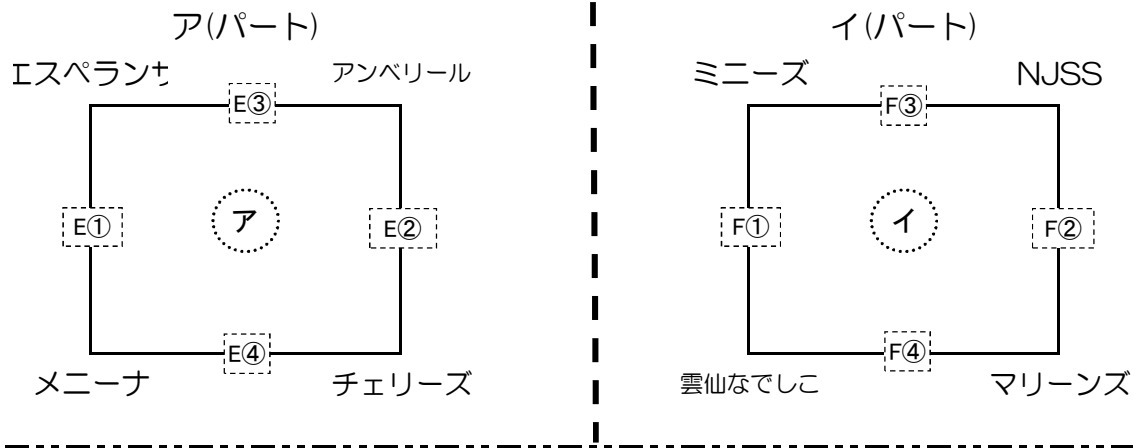 ア(パート)
イ(パート)
エスペランサ
アンベリール
ミニーズ
NJSS
E③
F③
E①
ア
E②
F①
イ
F②
E④
F④
メニーナ
チェリーズ
雲仙なでしこ
マリーンズ